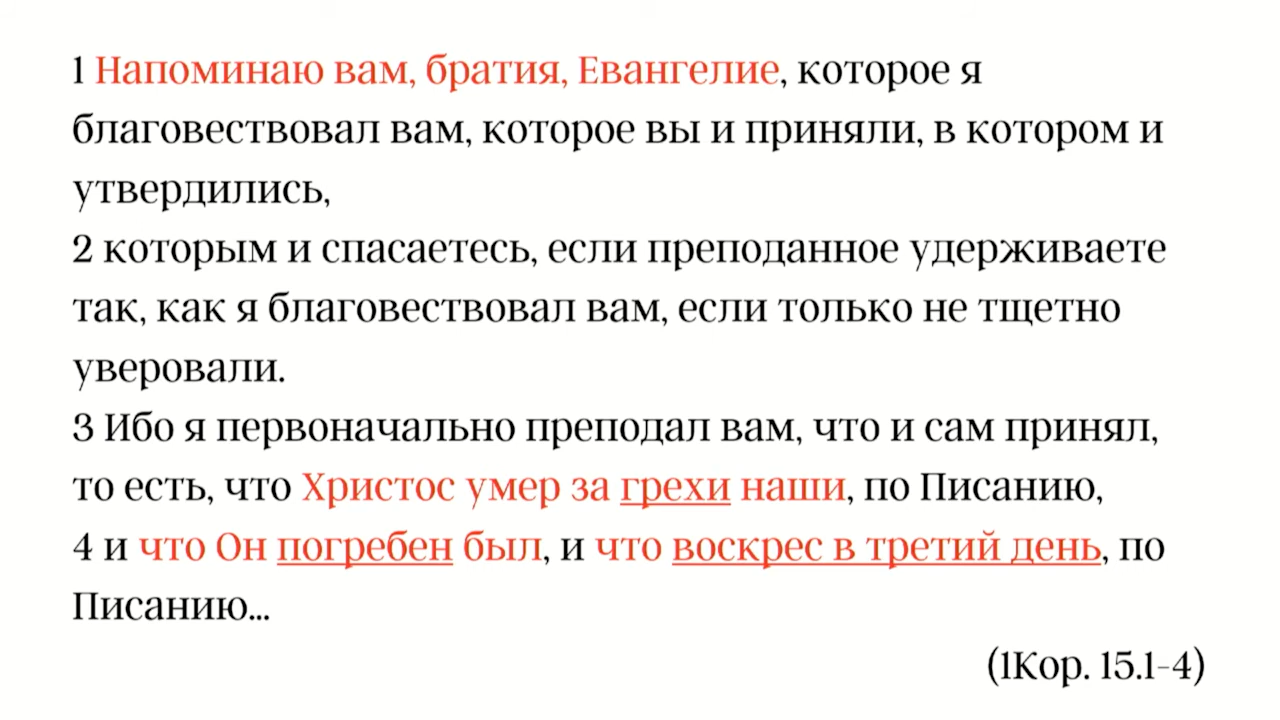 1 Напоминаю вам, братия, Евангелие, которое я
благовествовал вам, которое вы и приняли, в котором и
утвердились,
2 которым и спасаетесь, если преподанное удерживаете
так, как я благовествовал вам, если только не тщетно
уверовали.
3 Ибо я первоначально преподал вам, что и сам принял,
то есть, что Христос умер за грехи наши, по Писанию,
4 и что Он погребен был, и что воскрес в третий день, по
Писанию...
(1Кор. 15.1-4)